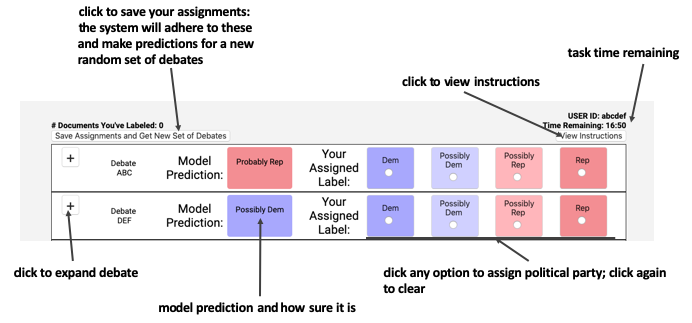 click to save your assignments:
the system will adhere to these
and make predictions for a new
random set of debates
task time remaining
click to view instructions
USER ID: abcdef
# Documents You've Labeled: 0
Time Remaining: 16:50
Save Assignments and Get New Set of Debates
View Instructions
+
Debate
ABC
Model
Prediction:
Probably Rep
Your
Assigned
Label:
Dem
Possibly
Dem
Possibly
Rep
Rep
+
Debate
DEF
Model
Prediction:
Possibly Dem
Your
Assigned
Label:
Dem
Possibly
Dem
Possibly
Rep
Rep
click to expand debate
click any option to assign political party; click again
to clear
model prediction and how sure it is